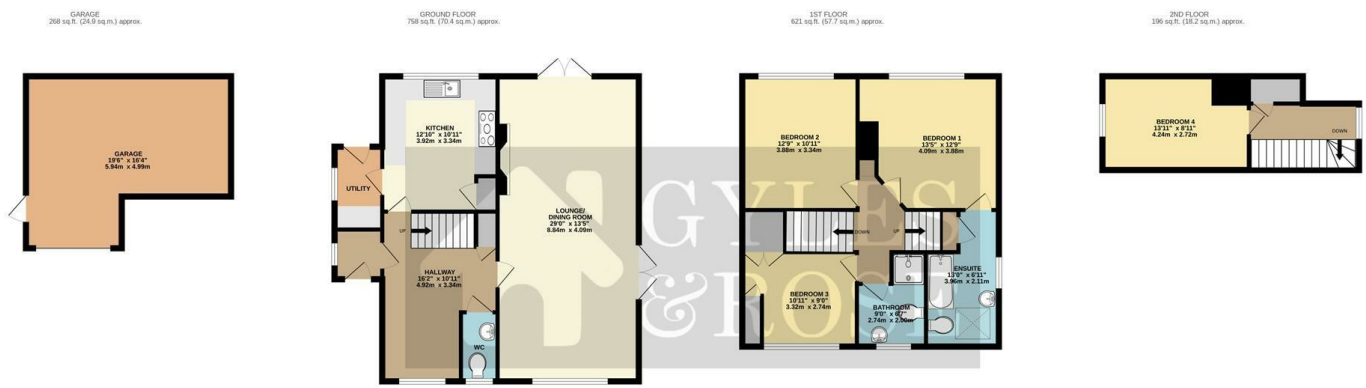 GARAGE
268 sq.ft. (24.9 sq.m.) approx.
GROUND FLOOR
758 sq.ft. (70.4 sq.m.) approx.
1ST FLOOR
621 sq.ft. (57.7 sq.m.) approx.
2ND FLOOR
196 sq.ft. (18.2 sq.m.) approx.
GARAGE
19'6" x 16'4"
5.94m x 4.99m
KITCHEN
12'10" x 10'11"
3.92m x 3.34m
UTILITY
LOUNGE/
DINING ROOM
29'0" x 13'5"
8.84m x 4.09m
UP
HALLWAY
16'2" x 10'11"
4.92m x 3.34m
WC
BEDROOM 2
12'9" x 10'11"
3.88m x 3.34m
BEDROOM 1
13'5" x 12'9"
4.09m x 3.88m
DOWN
UP
BEDROOM 3
10'11" x 9'0"
3.32m x 2.74m
BATHROOM
9'0" x 6'7"
2.74m x 2.00m
ENSUITE
13'0" x 6'11"
3.96m x 2.11m
BEDROOM 4
13'11" x 8'11"
4.24m x 2.72m
DOWN
GYLES
& ROSE